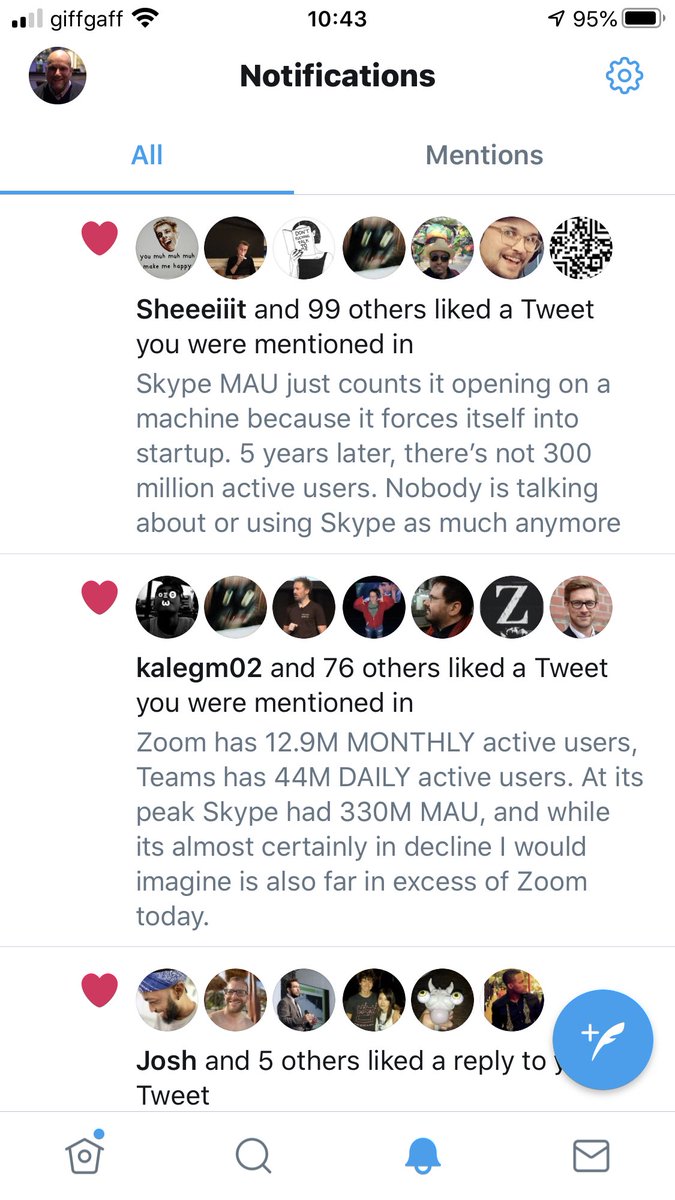 giffgaff 10:43 95%
Notifications
All Mentions
you muh muh muh
make me happy
DON'T
FUCKING
TALK
TO
ME
Sheeeiiit and 99 others liked a Tweet
you were mentioned in
Skype MAU just counts it opening on a
machine because it forces itself into
startup. 5 years later, there’s not 300
million active users. Nobody is talking
about or using Skype as much anymore
Z
kalegm02 and 76 others liked a Tweet
you were mentioned in
Zoom has 12.9M MONTHLY active users,
Teams has 44M DAILY active users. At its
peak Skype had 330M MAU, and while
its almost certainly in decline I would
imagine is also far in excess of Zoom
today.
Josh and 5 others liked a reply to
Tweet